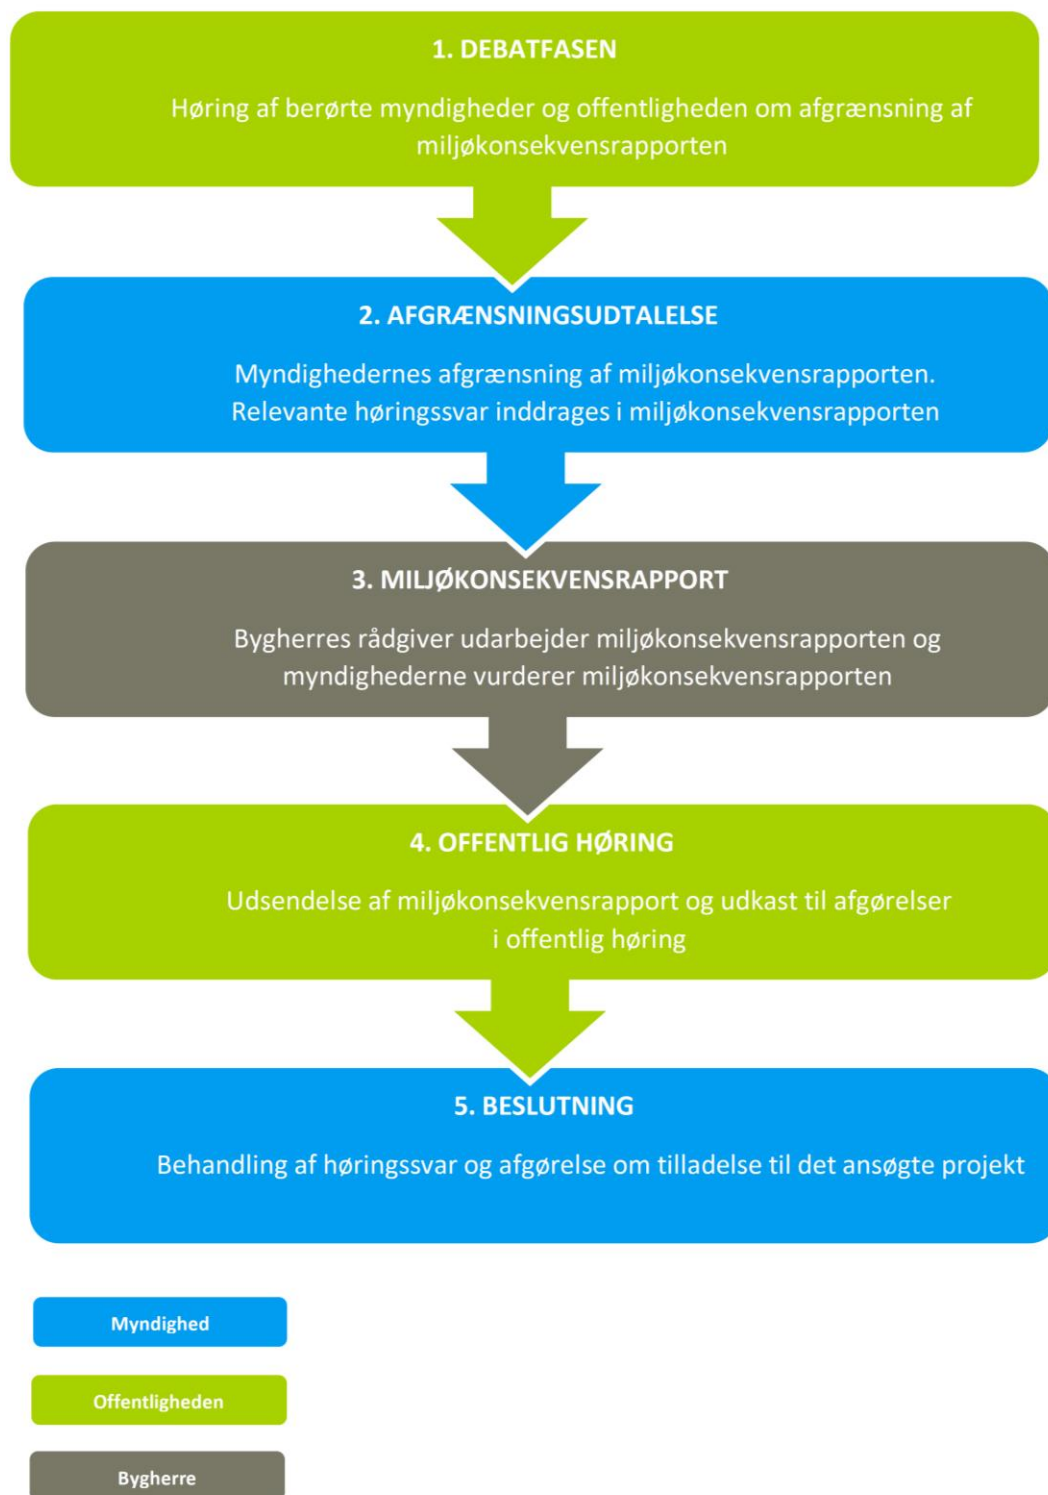 1. DEBATFASEN
Høring af berørte myndigheder og offentligheden om afgrænsning af
miljøkonsekvensrapporten
2. AFGRÆNSNINGSUDTALELSE
Myndighedernes afgrænsning af miljøkonsekvensrapporten.
Relevante høringssvar inddrages i miljøkonsekvensrapporten
3. MILJØKONSEKVENSRAPPORT
Bygherres rådgiver udarbejder miljøkonsekvensrapporten og
myndighederne vurderer miljøkonsekvensrapporten
4. OFFENTLIG HØRING
Udsendelse af miljøkonsekvensrapport og udkast til afgørelser
i offentlig høring
5. BESLUTNING
Behandling af høringssvar og afgørelse om tilladelse til det ansøgte projekt
Myndighed
Offentligheden
Bygherre